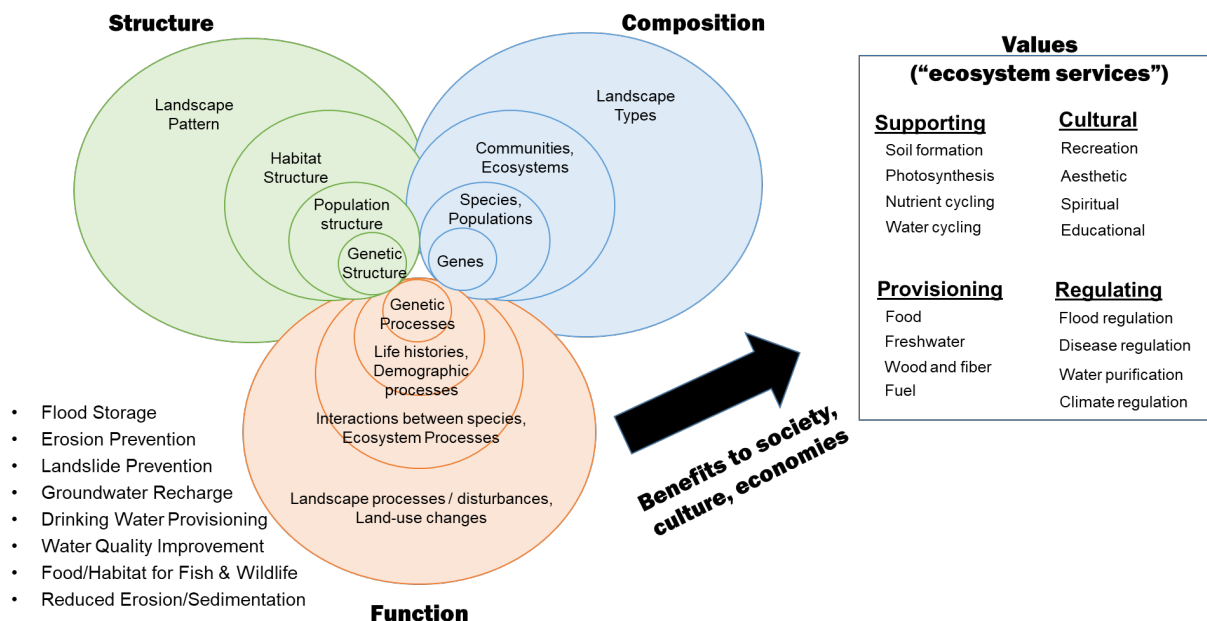 Structure
Landscape
Pattern
Habitat
Structure
Population
structure
Genetic
Structure
Composition
Landscape
Types
Communities,
Ecosystems
Species,
Populations
Genes
Genetic
Processes
Life histories,
Demographic
processes
Interactions between species,
Ecosystem Processes
Landscape processes / disturbances,
Land-use changes
Function
• Flood Storage
• Erosion Prevention
• Landslide Prevention
• Groundwater Recharge
• Drinking Water Provisioning
• Water Quality Improvement
• Food/Habitat for Fish & Wildlife
• Reduced Erosion/Sedimentation
Benefits to society,
culture, economies
Values
(“ecosystem services”)
Supporting
Soil formation
Photosynthesis
Nutrient cycling
Water cycling
Cultural
Recreation
Aesthetic
Spiritual
Educational
Provisioning
Food
Freshwater
Wood and fiber
Fuel
Regulating
Flood regulation
Disease regulation
Water purification
Climate regulation